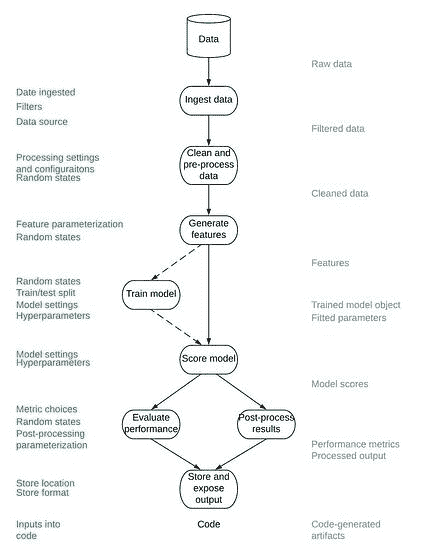 Data
Raw data
Date ingested
Filters
Data source
Ingest data
Filtered data
Processing settings
and configuraitons
Random states
Clean and
pre-process
data
Cleaned data
Feature parameterization
Random states
Generate
features
Features
Random states
Train/test split
Model settings
Hyperparameters
Train model
Trained model object
Fitted parameters
Model settings
Hyperparameters
Score model
Model scores
Metric choices
Random states
Post-processing
parameterization
Evaluate
performance
Post-process
results
Performance metrics
Processed output
Store location
Store format
Store and
expose
output
Inputs into
code
Code
Code-generated
artifacts